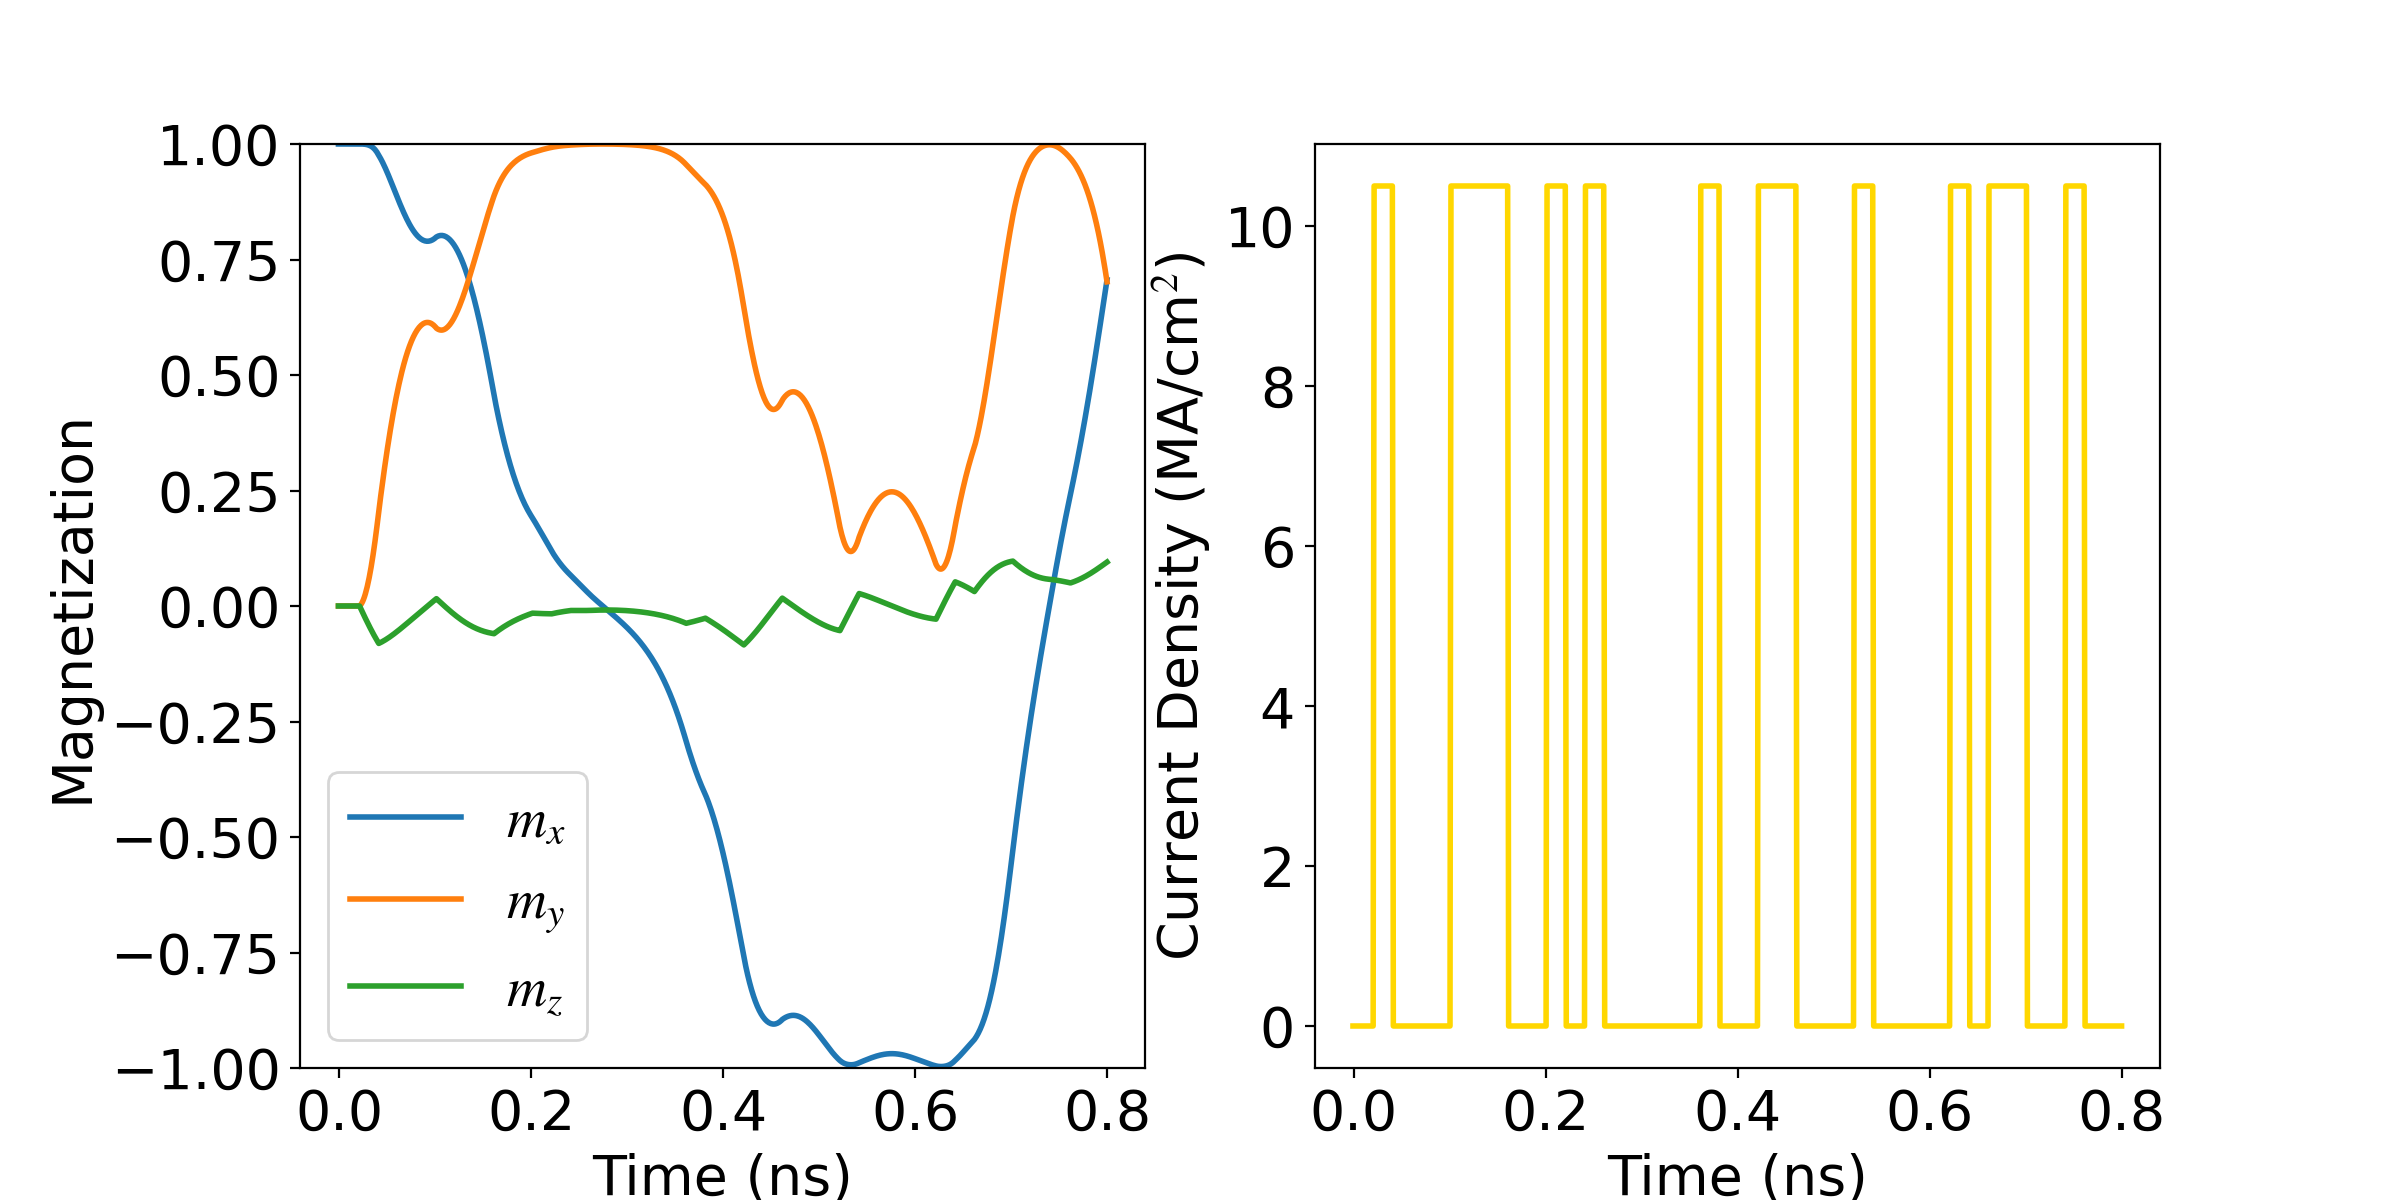 Magnetization
1.00
0.75
0.50
0.25
0.00
−0.25
−0.50
−0.75
−1.00
m_x
m_y
m_z
0.0 0.2 0.4 0.6 0.8
Time (ns)
Current Density (MA/cm²)
10
8
6
4
2
0
0.0 0.2 0.4 0.6 0.8
Time (ns)